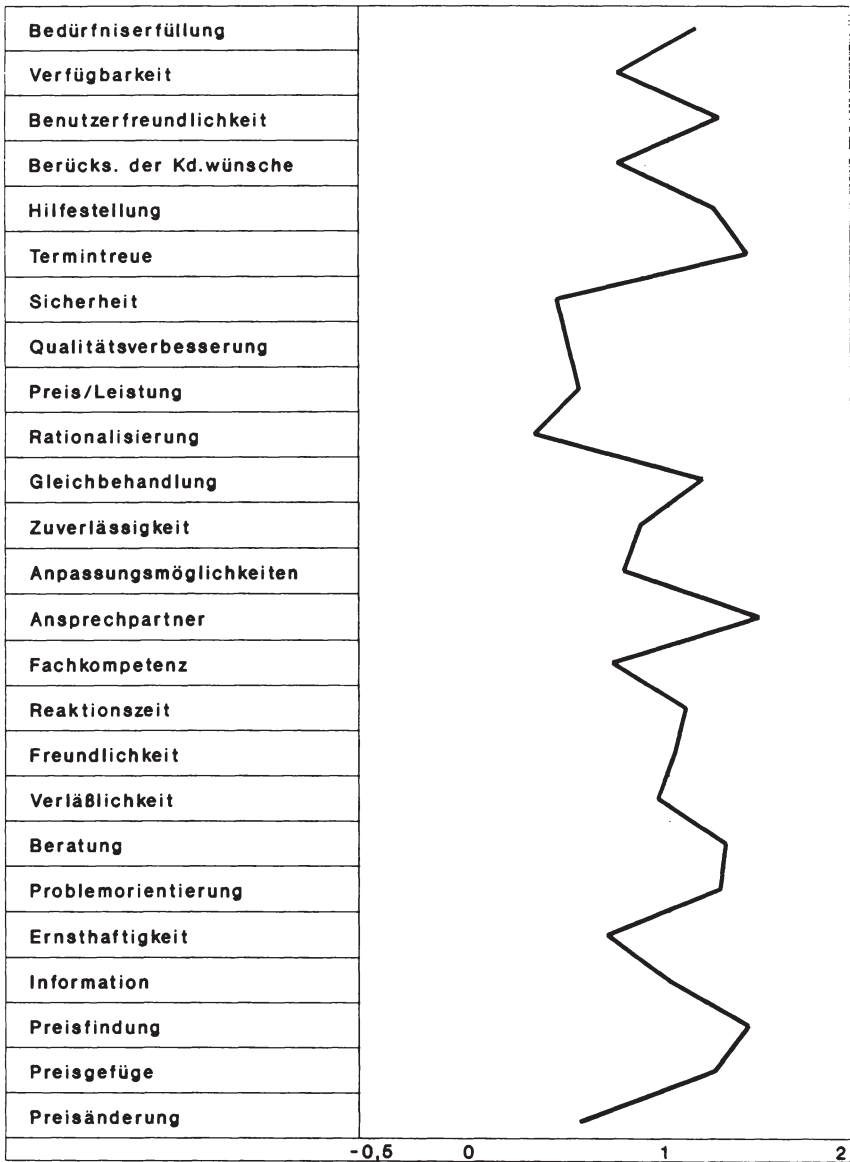 Bedürfniserfüllung
Verfügbarkeit
Benutzerfreundlichkeit
Berücks. der Kd.wünsche
Hilfestellung
Termintreue
Sicherheit
Qualitätsverbesserung
Preis/Leistung
Rationalisierung
Gleichbehandlung
Zuverlässigkeit
Anpassungsmöglichkeiten
Ansprechpartner
Fachkompetenz
Reaktionszeit
Freundlichkeit
Verläßlichkeit
Beratung
Problemorientierung
Ernsthaftigkeit
Information
Preisfindung
Preisgefüge
Preisänderung
-0,5 0 1 2